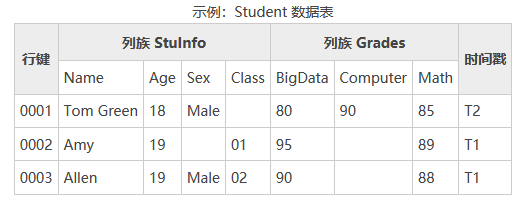 示例：Student 数据表
行键 列族 StuInfo 列族 Grades 时间戳
Name Age Sex Class BigData Computer Math
0001 Tom Green 18 Male 80 90 85 T2
0002 Amy 19 01 95 89 T1
0003 Allen 19 Male 02 90 88 T1